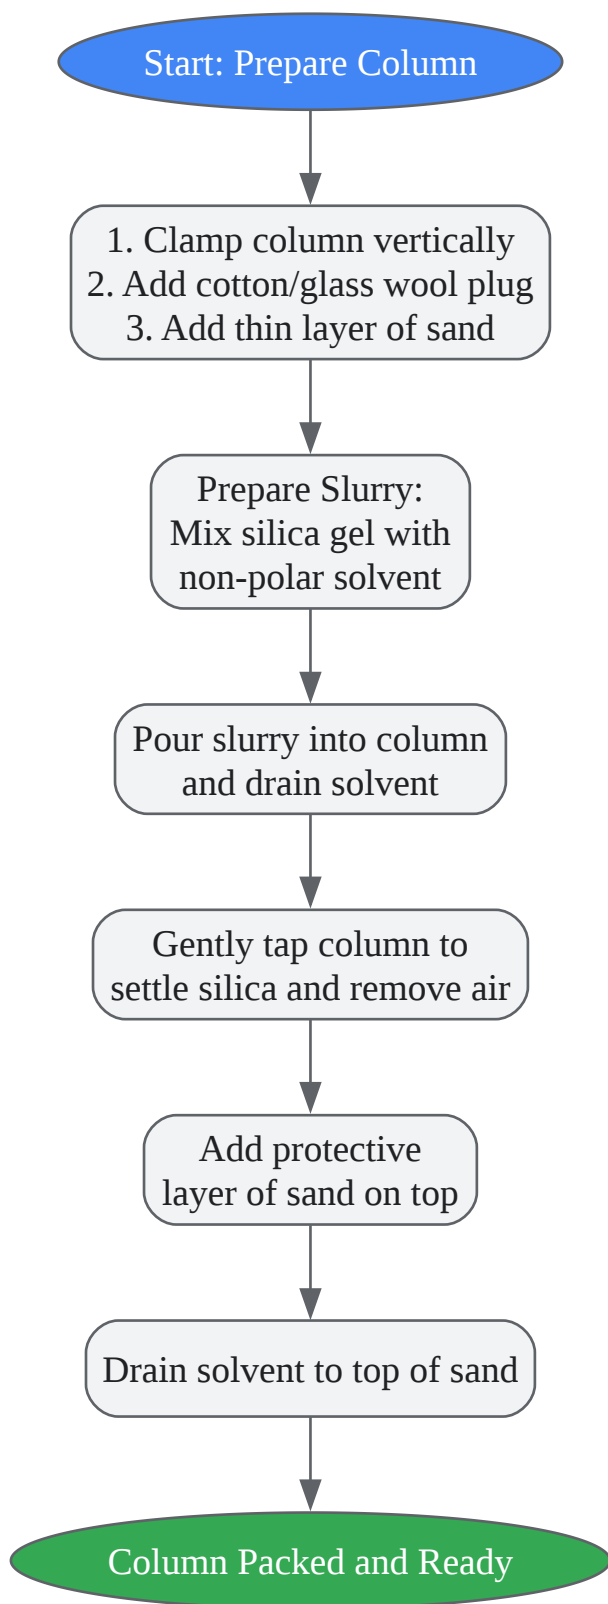 Start: Prepare Column
1. Clamp column vertically
2. Add cotton/glass wool plug
3. Add thin layer of sand
Prepare Slurry:
Mix silica gel with
non-polar solvent
Pour slurry into column
and drain solvent
Gently tap column to
settle silica and remove air
Add protective
layer of sand on top
Drain solvent to top of sand
Column Packed and Ready